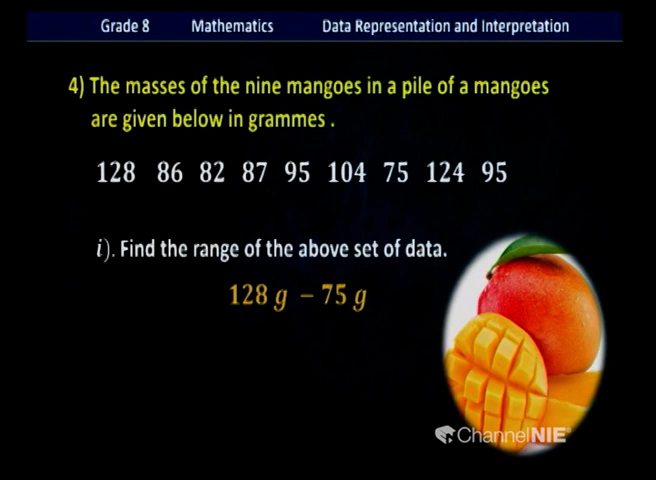 Grade 8 Mathematics Data Representation and Interpretation
4) The masses of the nine mangoes in a pile of a mangoes
are given below in grammes .
128 86 82 87 95 104 75 124 95
i). Find the range of the above set of data.
128 g – 75 g
ChannelNIE